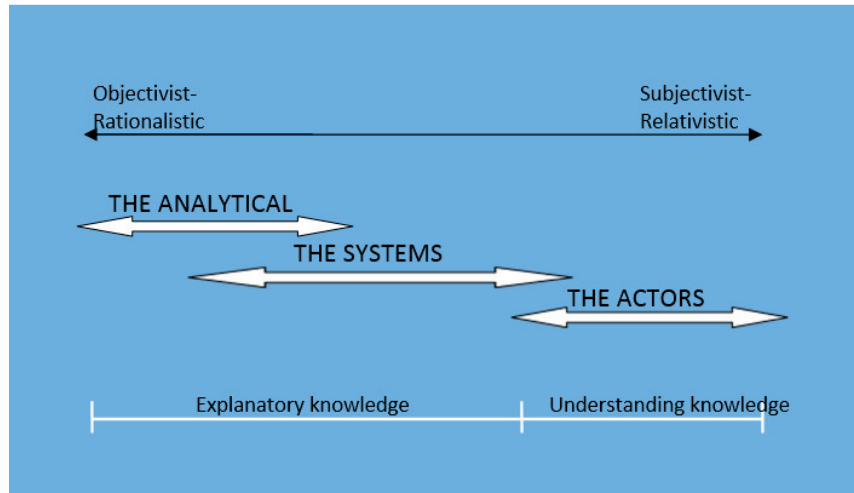 Objectivist-
Rationalistic
Subjectivist-
Relativistic
THE ANALYTICAL
THE SYSTEMS
THE ACTORS
Explanatory knowledge
Understanding knowledge